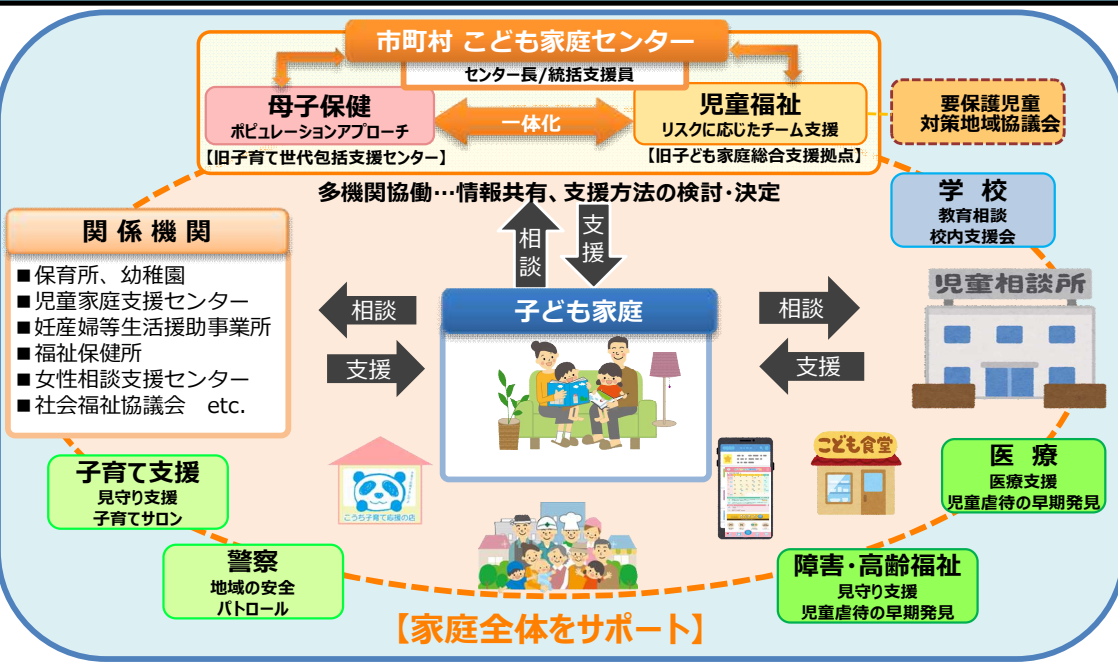 市町村 こども家庭センター
センター長/統括支援員
母子保健
ポピュレーションアプローチ
【旧子育て世代包括支援センター】
一体化
児童福祉
リスクに応じたチーム支援
【旧子ども家庭総合支援拠点】
要保護児童
対策地域協議会
多機関協働…情報共有、支援方法の検討・決定
学 校
教育相談
校内支援会
関 係 機 関
■保育所、幼稚園
■児童家庭支援センター
■妊産婦等生活援助事業所
■福祉保健所
■女性相談支援センター
■社会福祉協議会 etc.
相談
支援
相談
支援
子ども家庭
相談
支援
児童相談所
こども食堂
こうち子育て応援の店
子育て支援
見守り支援
子育てサロン
医 療
医療支援
児童虐待の早期発見
警察
地域の安全
パトロール
障害・高齢福祉
見守り支援
児童虐待の早期発見
【家庭全体をサポート】